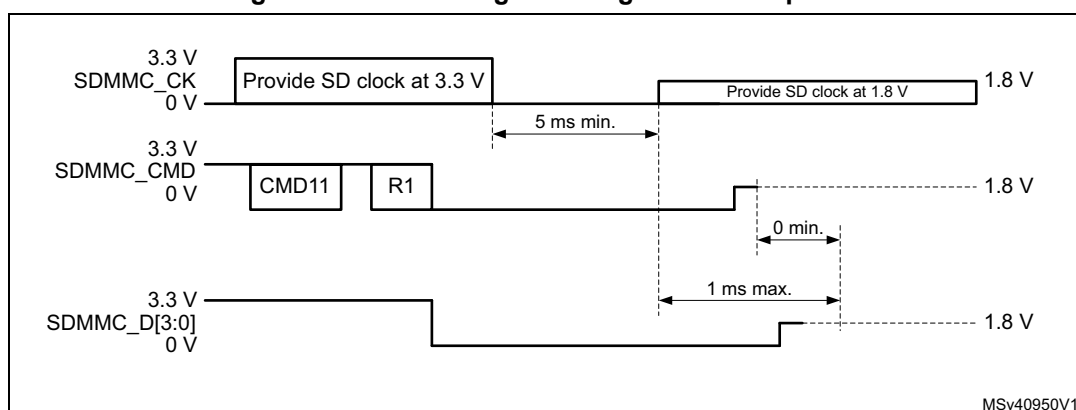 3.3 V
SDMMC_CK
0 V
Provide SD clock at 3.3 V
Provide SD clock at 1.8 V
1.8 V
5 ms min.
3.3 V
SDMMC_CMD
0 V
CMD11
R1
1.8 V
0 min.
1 ms max.
3.3 V
SDMMC_D[3:0]
0 V
1.8 V
MSv40950V1